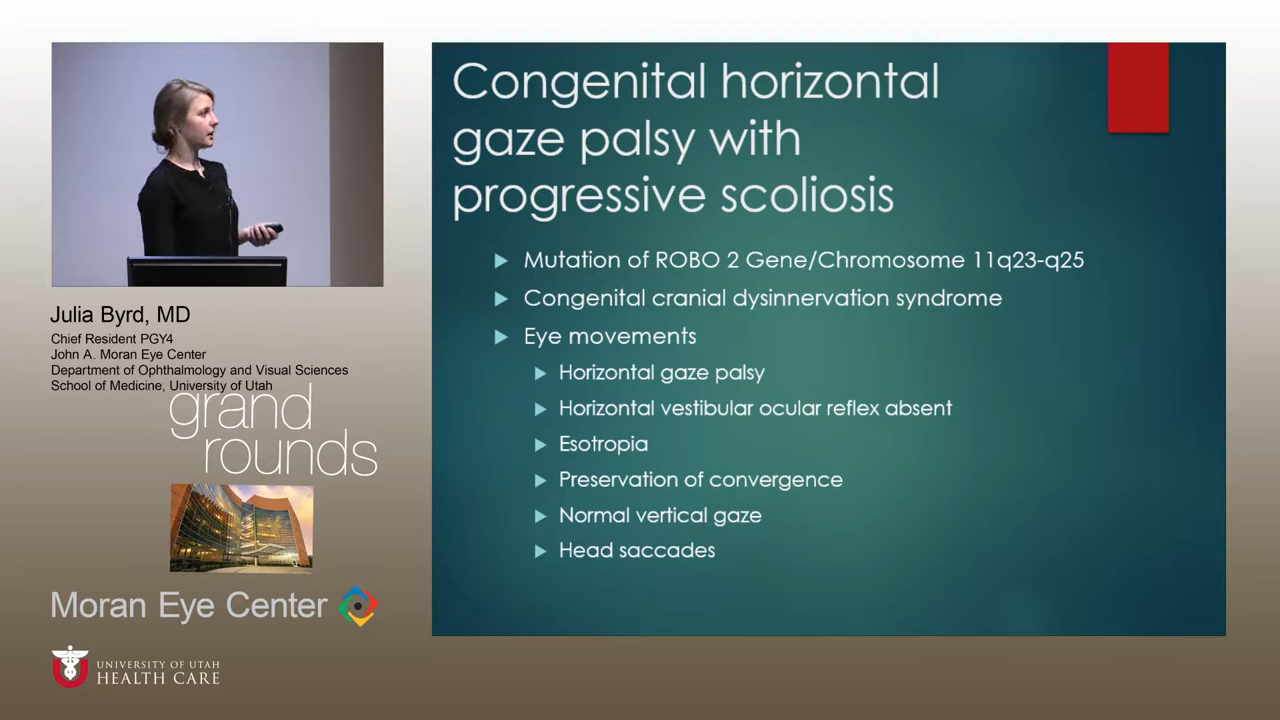 Congenital horizontal
gaze palsy with
progressive scoliosis
Mutation of ROBO 2 Gene/Chromosome 11q23-q25
Congenital cranial dysinnervation syndrome
Eye movements
Horizontal gaze palsy
Horizontal vestibular ocular reflex absent
Esotropia
Preservation of convergence
Normal vertical gaze
Head saccades
Julia Byrd, MD
Chief Resident PGY4
John A. Moran Eye Center
Department of Ophthalmology and Visual Sciences
School of Medicine, University of Utah
grand
rounds
Moran Eye Center
U
UNIVERSITY OF UTAH
HEALTH CARE